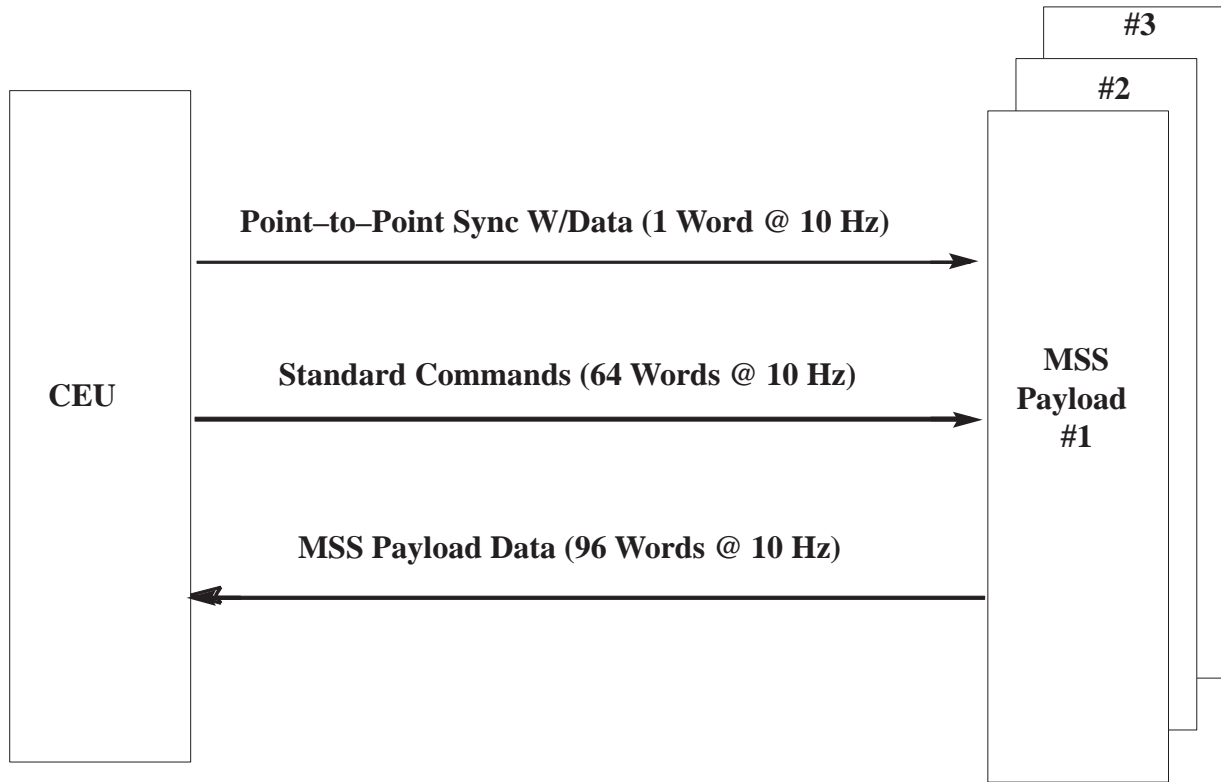 #3
#2
Point–to–Point Sync W/Data (1 Word @ 10 Hz)
Standard Commands (64 Words @ 10 Hz)
CEU
MSS
Payload
#1
MSS Payload Data (96 Words @ 10 Hz)